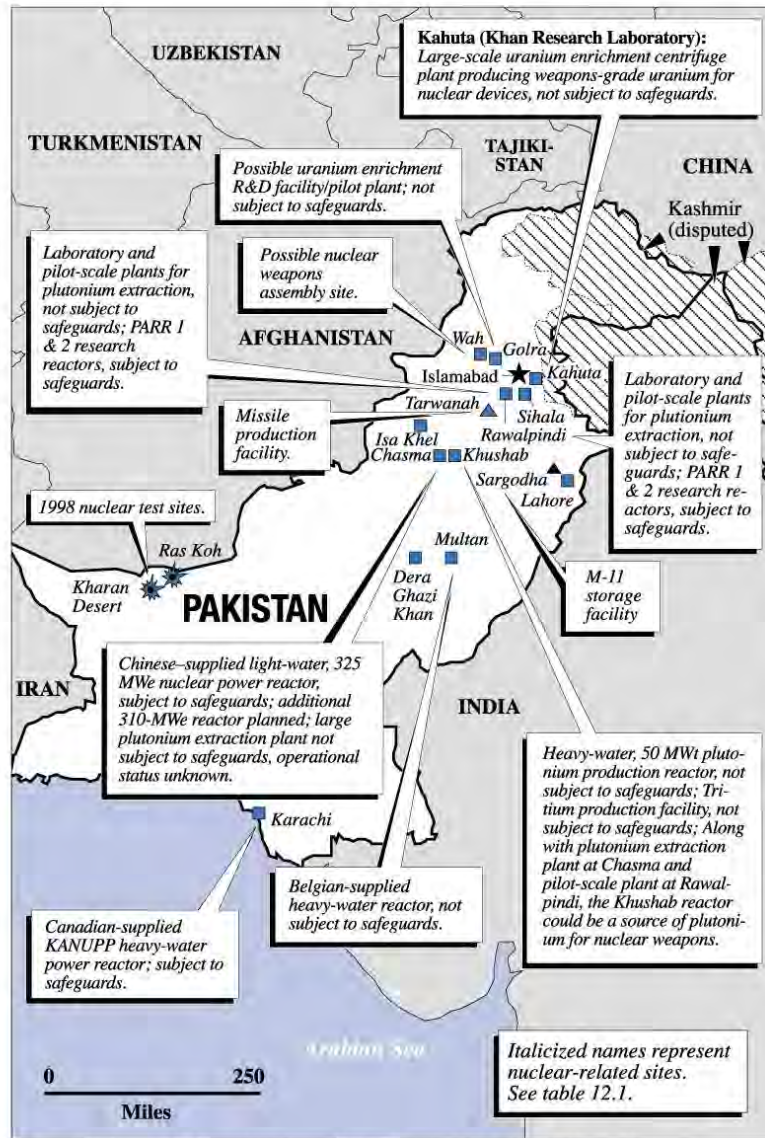 UZBEKISTAN
Kahuta (Khan Research Laboratory):
Large-scale uranium enrichment centrifuge
plant producing weapons-grade uranium for
nuclear devices, not subject to safeguards.
TURKMENISTAN
TAJIKI-
STAN
CHINA
Possible uranium enrichment
R&D facility/pilot plant; not
subject to safeguards.
Kashmir
(disputed)
Laboratory and
pilot-scale plants for
plutonium extraction,
not subject to
safeguards; PARR 1
& 2 research
reactors, subject to
safeguards.
Possible nuclear
weapons
assembly site.
AFGHANISTAN
Wah
Golra
Islamabad
Kahuta
Tarwanah
Sihala
Rawalpindi
Laboratory and
pilot-scale plants
for plutionium
extraction, not
subject to safe-
guards; PARR 1
& 2 research re-
actors, subject to
safeguards.
Missile
production
facility.
Isa Khel
Chasma
Khushab
Sargodha
Lahore
1998 nuclear test sites.
Ras Koh
Kharan
Desert
Multan
Dera
Ghazi
Khan
M-11
storage
facility
PAKISTAN
IRAN
Chinese–supplied light-water, 325
MWe nuclear power reactor,
subject to safeguards; additional
310-MWe reactor planned; large
plutonium extraction plant not
subject to safeguards, operational
status unknown.
INDIA
Heavy-water, 50 MWt pluto-
nium production reactor, not
subject to safeguards; Tri-
tium production facility, not
subject to safeguards; Along
with plutonium extraction
plant at Chasma and
pilot-scale plant at Rawal-
pindi, the Khushab reactor
could be a source of plutoni-
um for nuclear weapons.
Karachi
Belgian-supplied
heavy-water reactor, not
subject to safeguards.
Canadian-supplied
KANUPP heavy-water
power reactor; subject to
safeguards.
Arabian Sea
0 250
Miles
Italicized names represent
nuclear-related sites.
See table 12.1.